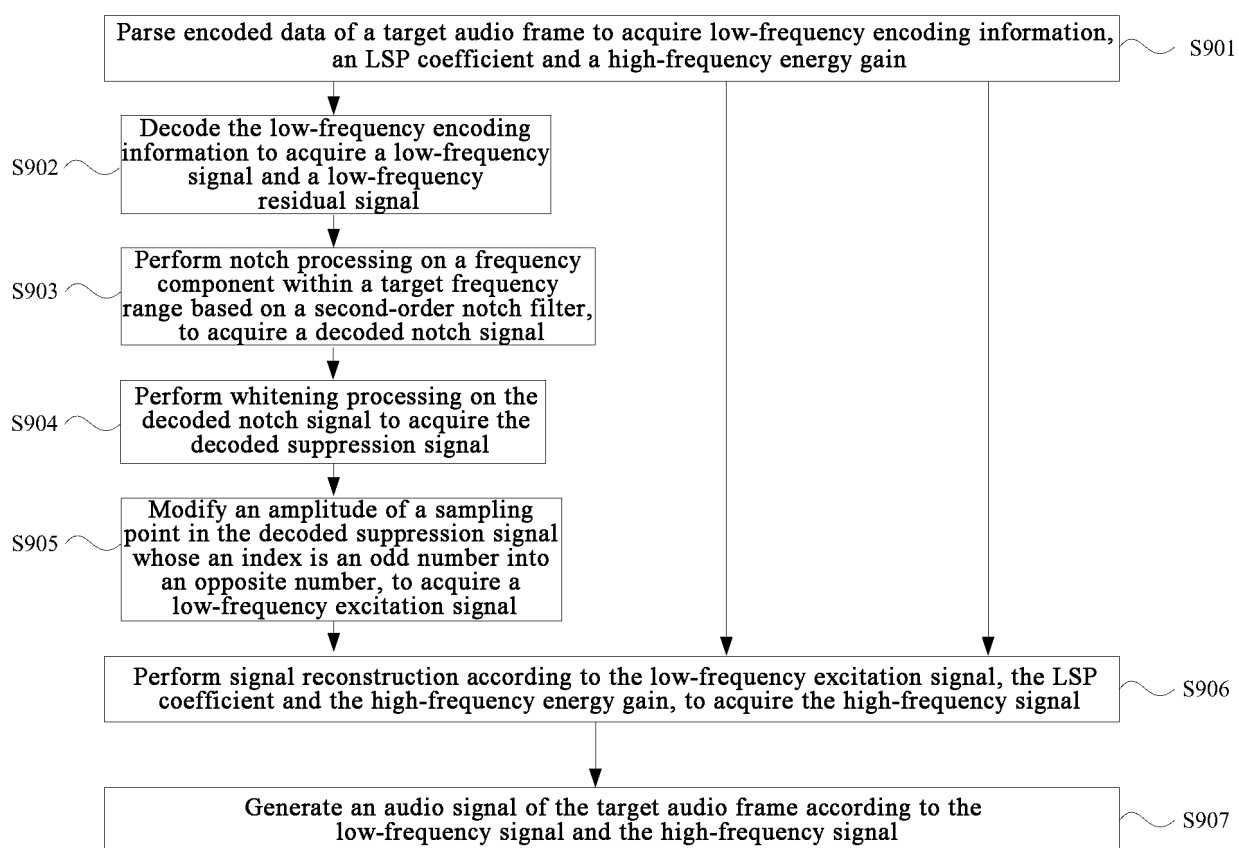 Parse encoded data of a target audio frame to acquire low-frequency encoding information,
an LSP coefficient and a high-frequency energy gain
S901
Decode the low-frequency encoding
information to acquire a low-frequency
signal and a low-frequency
residual signal
S902
Perform notch processing on a frequency
component within a target frequency
range based on a second-order notch filter,
to acquire a decoded notch signal
S903
Perform whitening processing on the
decoded notch signal to acquire the
decoded suppression signal
S904
Modify an amplitude of a sampling
point in the decoded suppression signal
whose an index is an odd number into
an opposite number, to acquire a
low-frequency excitation signal
S905
Perform signal reconstruction according to the low-frequency excitation signal, the LSP
coefficient and the high-frequency energy gain, to acquire the high-frequency signal
S906
Generate an audio signal of the target audio frame according to the
low-frequency signal and the high-frequency signal
S907